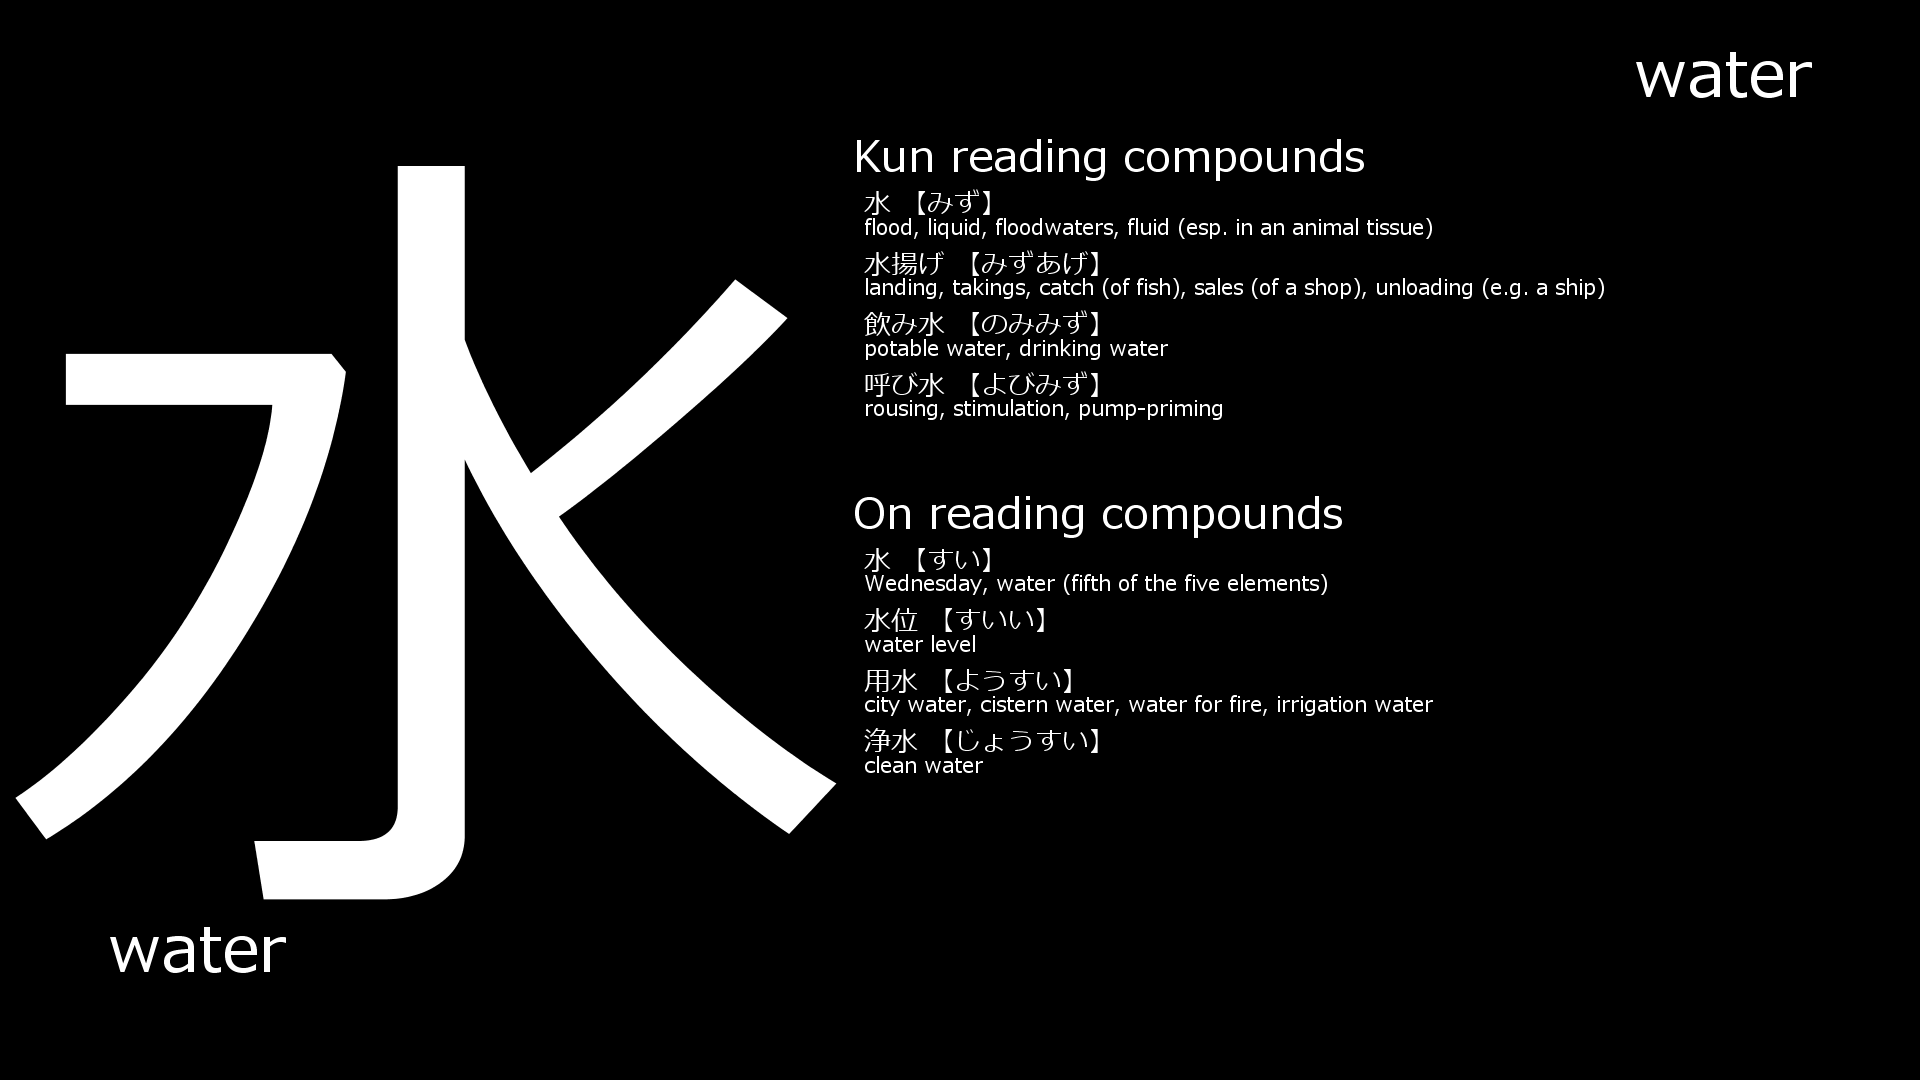 water
水
Kun reading compounds
水 【みず】
flood, liquid, floodwaters, fluid (esp. in an animal tissue)
水揚げ 【みずあげ】
landing, takings, catch (of fish), sales (of a shop), unloading (e.g. a ship)
飲み水 【のみみず】
potable water, drinking water
呼び水 【よびみず】
rousing, stimulation, pump-priming
On reading compounds
水 【すい】
Wednesday, water (fifth of the five elements)
水位 【すいい】
water level
用水 【ようすい】
city water, cistern water, water for fire, irrigation water
浄水 【じょうすい】
clean water
water